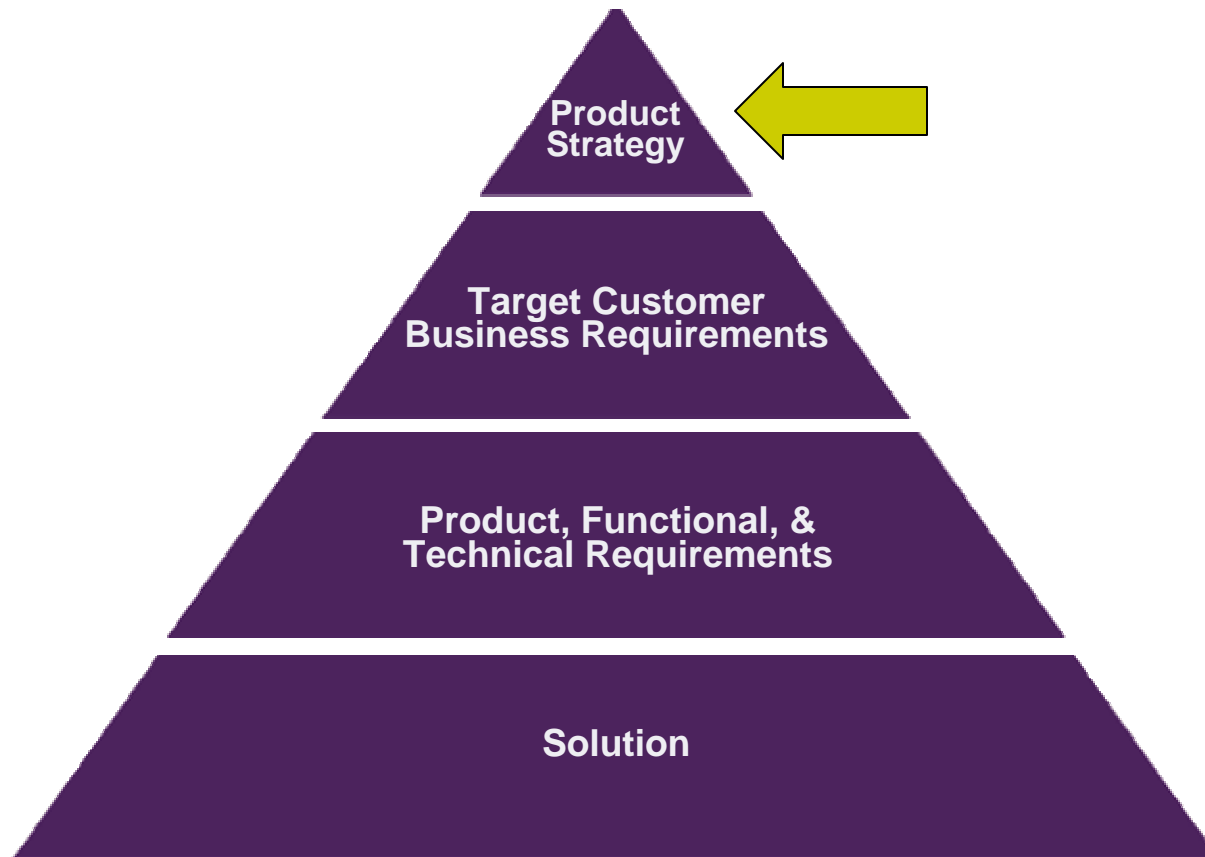 Product
Strategy
Target Customer
Business Requirements
Product, Functional, &
Technical Requirements
Solution